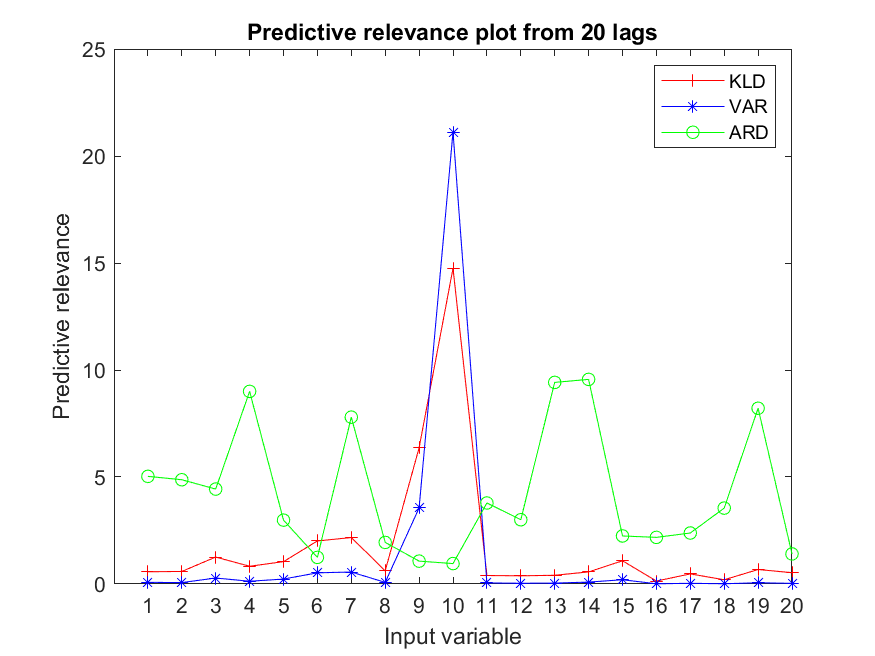 Predictive relevance plot from 20 lags
25
20
15
10
5
0
Predictive relevance
KLD
VAR
ARD
1 2 3 4 5 6 7 8 9 10 11 12 13 14 15 16 17 18 19 20
Input variable